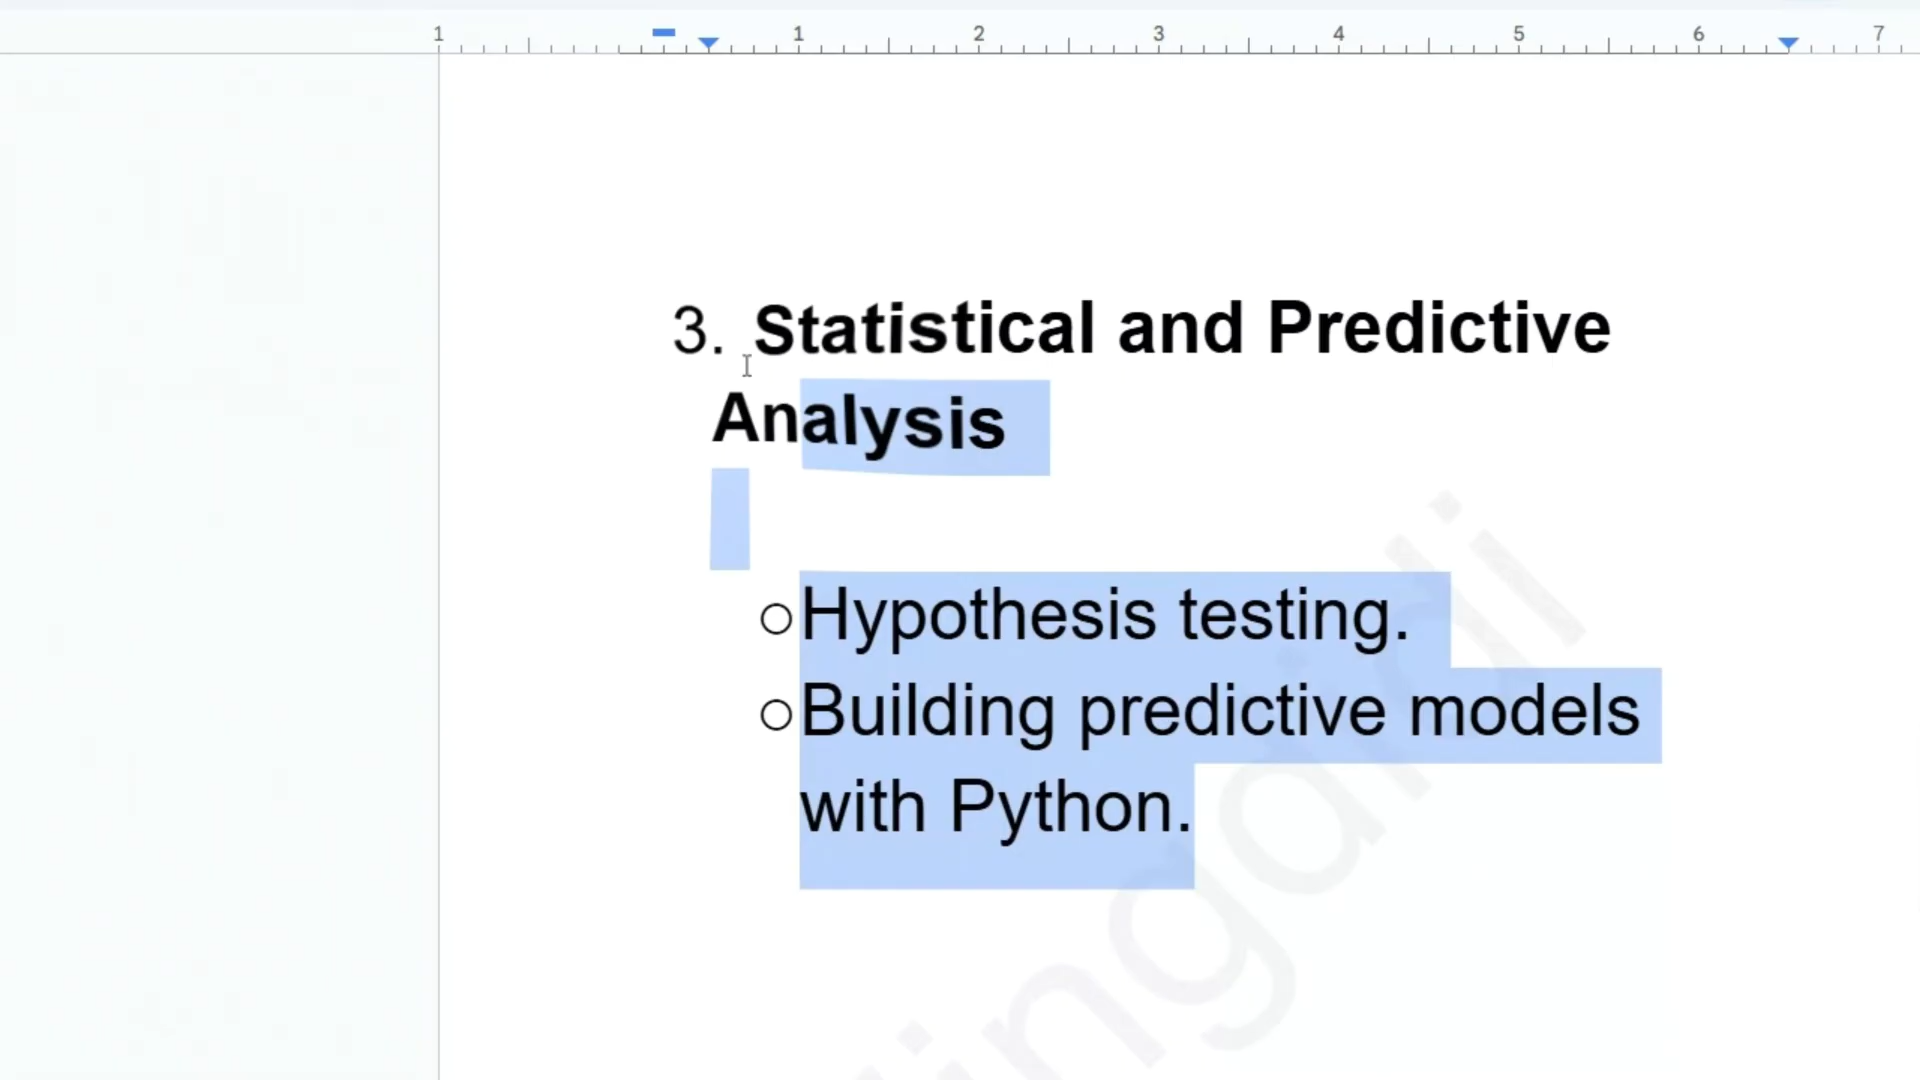 1 1 2 3 4 5 6 7
3. Statistical and Predictive
Analysis
○Hypothesis testing.
○Building predictive models
with Python.